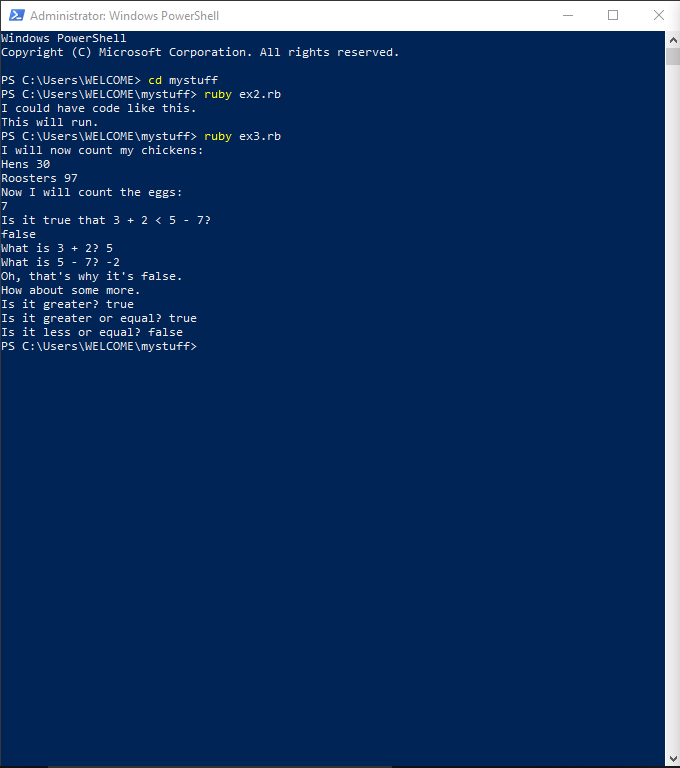 Administrator: Windows PowerShell
Windows PowerShell
Copyright (C) Microsoft Corporation. All rights reserved.
PS C:\Users\WELCOME> cd mystuff
PS C:\Users\WELCOME\mystuff> ruby ex2.rb
I could have code like this.
This will run.
PS C:\Users\WELCOME\mystuff> ruby ex3.rb
I will now count my chickens:
Hens 30
Roosters 97
Now I will count the eggs:
7
Is it true that 3 + 2 < 5 - 7?
false
What is 3 + 2? 5
What is 5 - 7? -2
Oh, that's why it's false.
How about some more.
Is it greater? true
Is it greater or equal? true
Is it less or equal? false
PS C:\Users\WELCOME\mystuff>